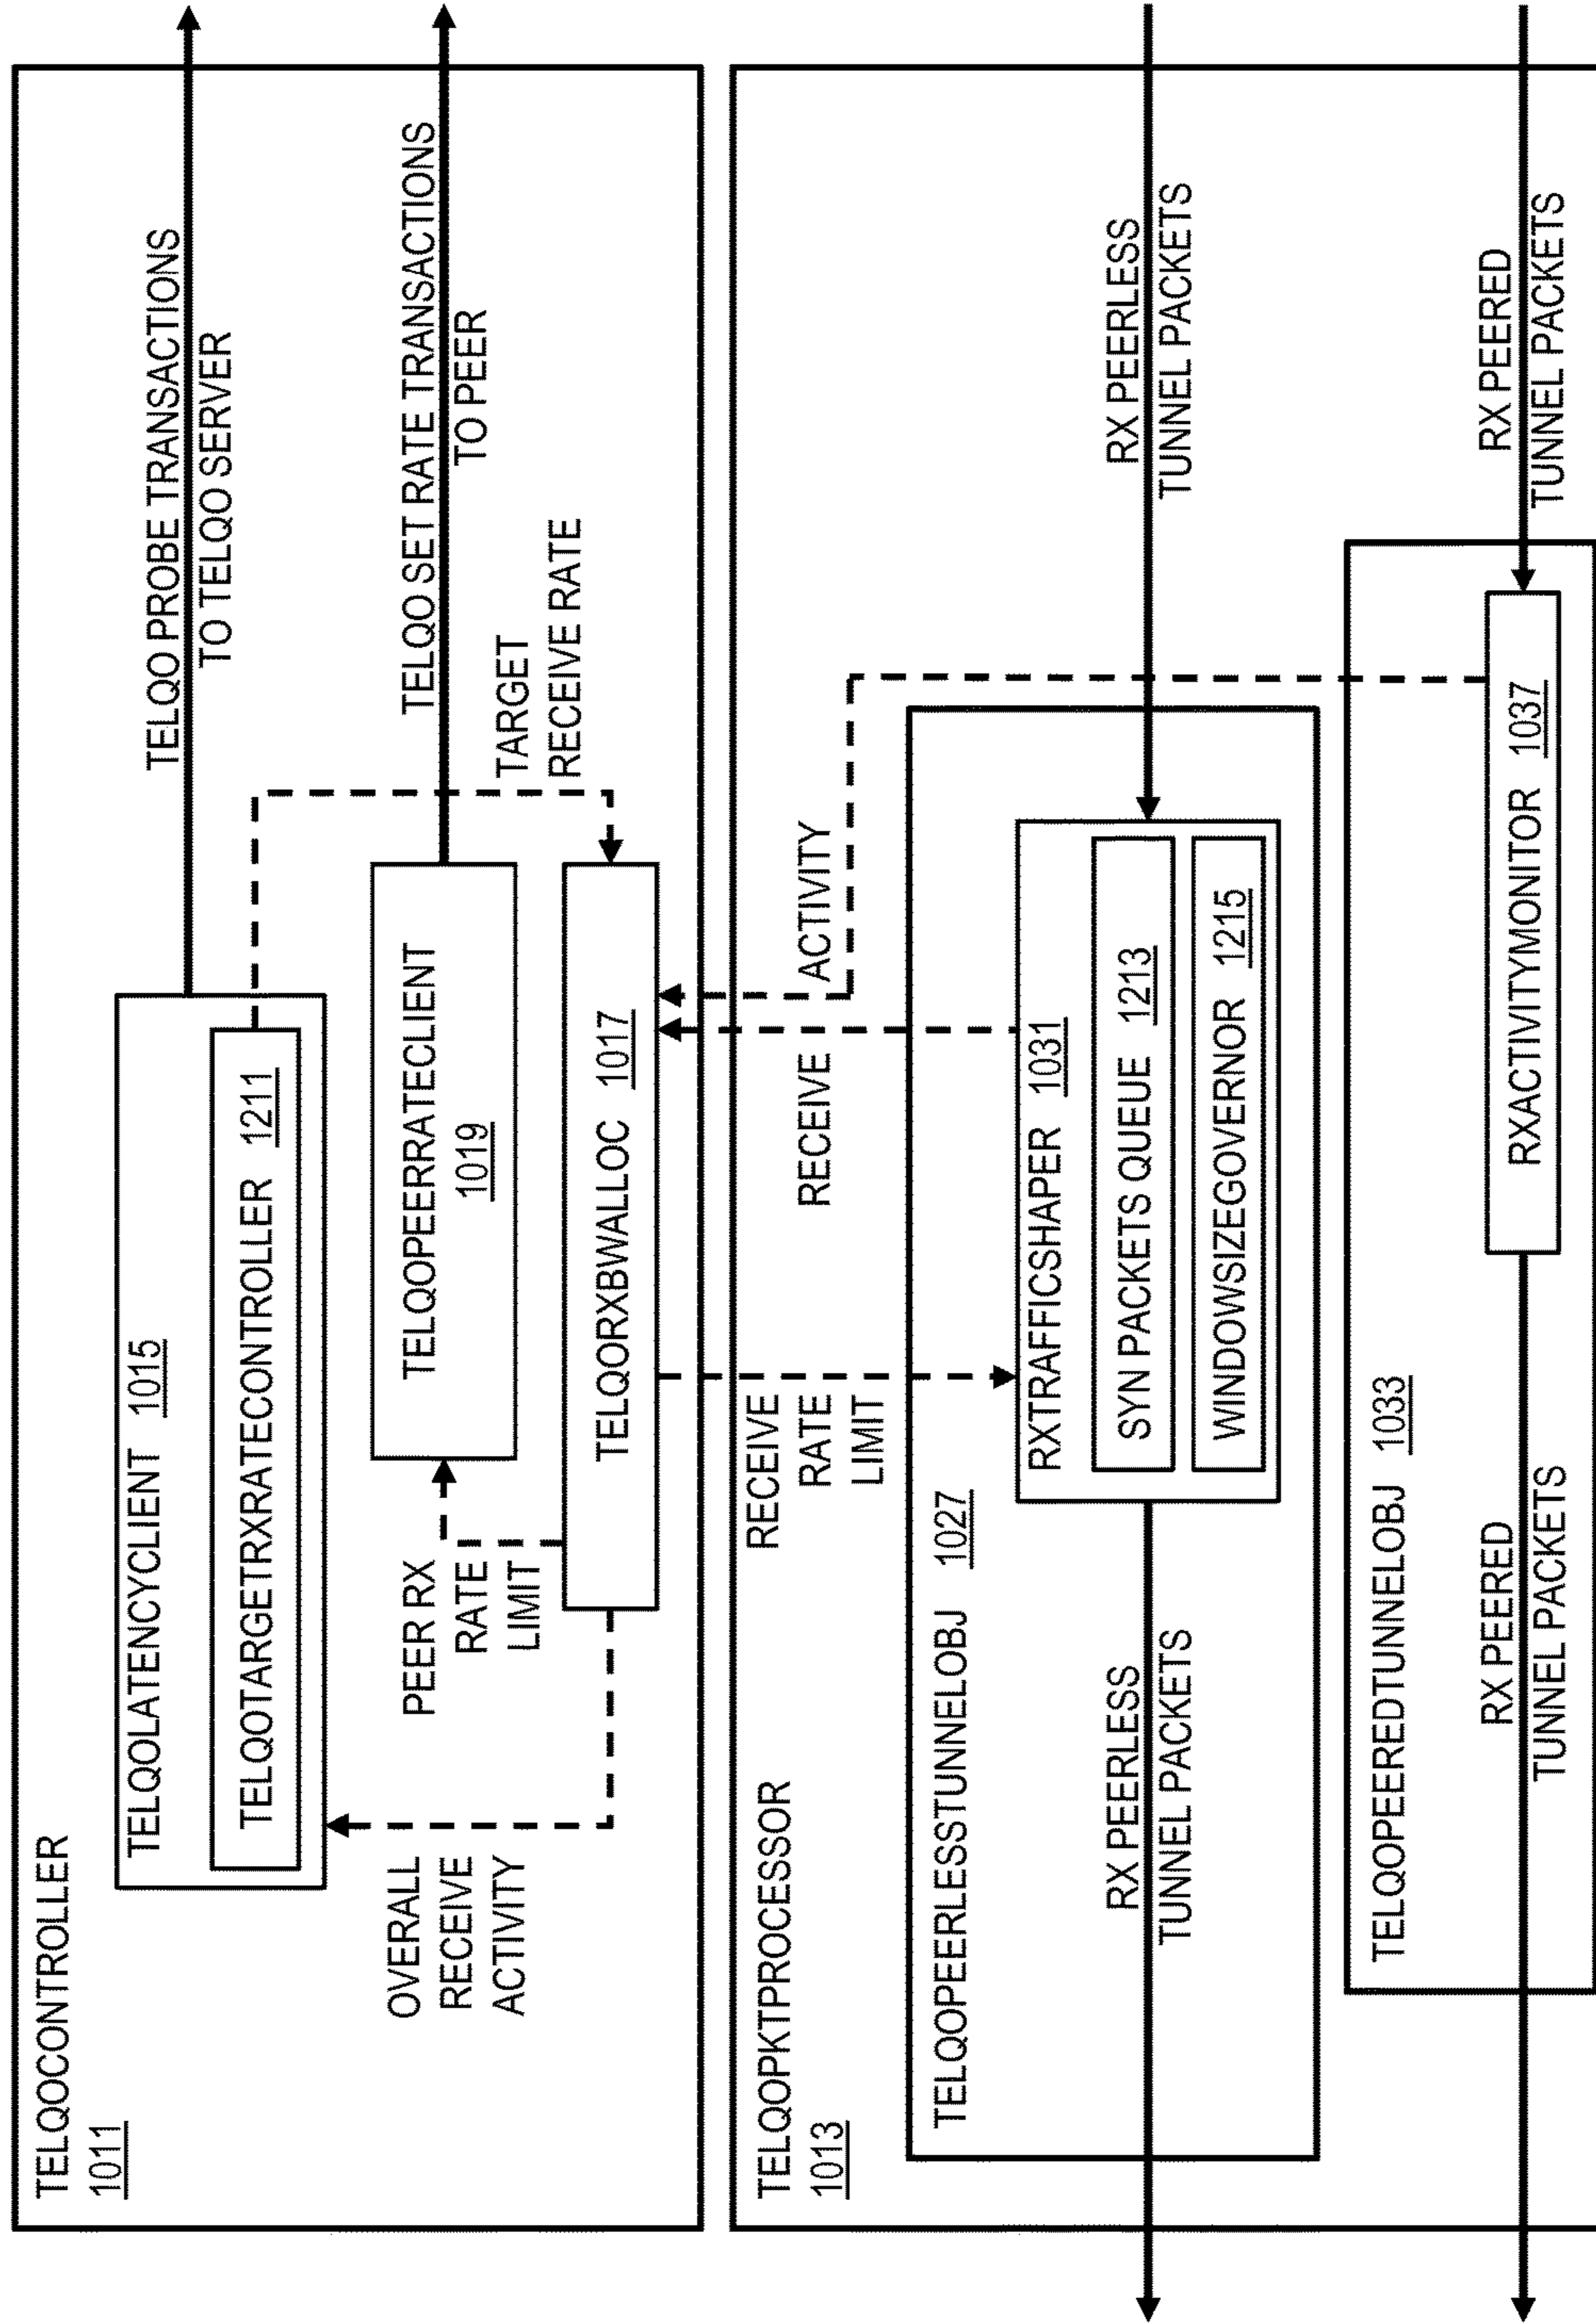 TELQOCONTROLLER
1011
TELQOLATENCYCLIENT 1015
TELQOTARGETRXRATECONTROLLER 1211
TELQO PROBE TRANSACTIONS
TO TELQO SERVER
OVERALL
RECEIVE
ACTIVITY
PEER RX
RATE
LIMIT
TELQOPEERRATECLIENT
1019
TELQO SET RATE TRANSACTIONS
TO PEER
TARGET
RECEIVE RATE
TELQORXBWALLOC 1017
RECEIVE
RATE
LIMIT
RECEIVE ACTIVITY
TELQOPKTPROCESSOR
1013
TELQOPEERLESSTUNNELOBJ 1027
RXTRAFFICSHAPER 1031
SYN PACKETS QUEUE 1213
WINDOWSIZEGOVERNOR 1215
RX PEERLESS
TUNNEL PACKETS
RX PEERLESS
TUNNEL PACKETS
TELQOPEEREDTUNNELOBJ 1033
RX PEERED
TUNNEL PACKETS
RXACTIVITYMONITOR 1037
RX PEERED
TUNNEL PACKETS